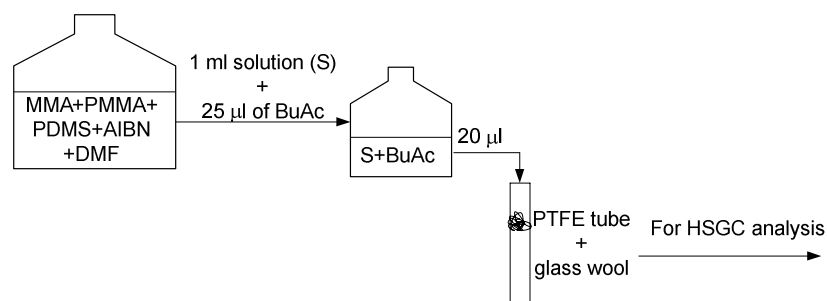 MMA+PMMA+
PDMS+AIBN
+DMF
1 ml solution (S)
+
25 μl of BuAc
S+BuAc
20 μl
PTFE tube
+
glass wool
For HSGC analysis